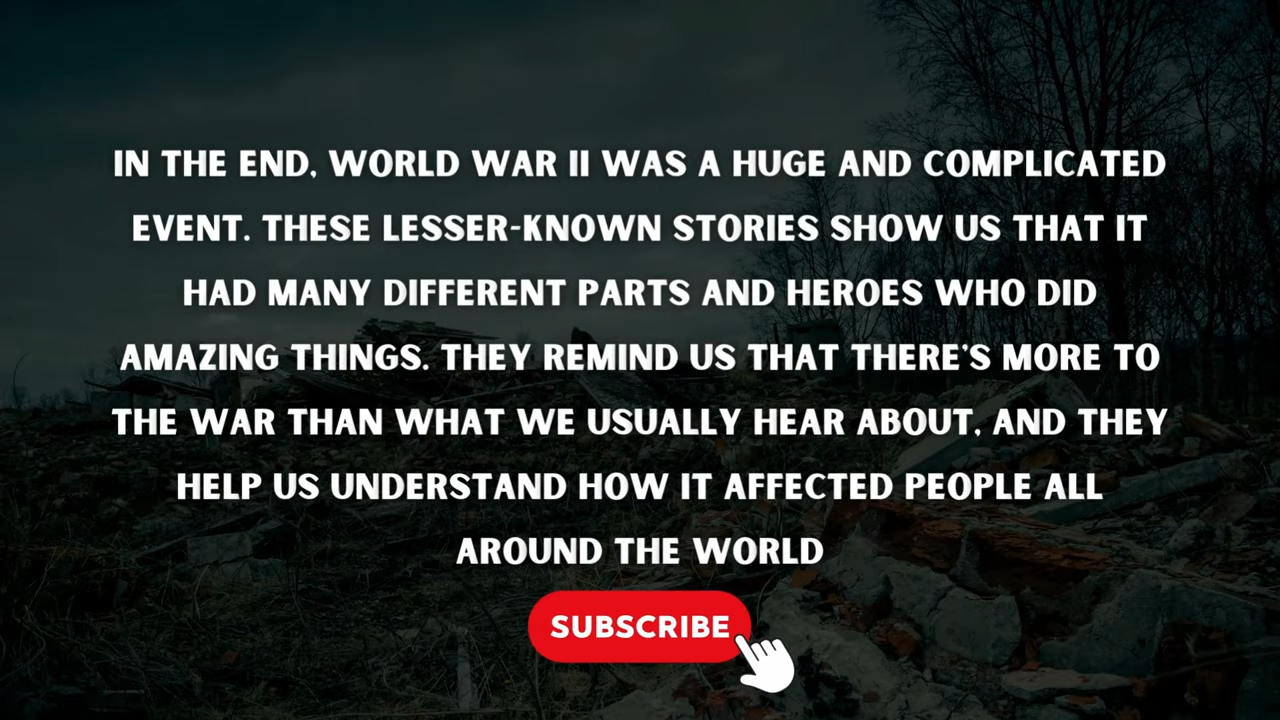 IN THE END, WORLD WAR II WAS A HUGE AND COMPLICATED
EVENT. THESE LESSER-KNOWN STORIES SHOW US THAT IT
HAD MANY DIFFERENT PARTS AND HEROES WHO DID
AMAZING THINGS. THEY REMIND US THAT THERE'S MORE TO
THE WAR THAN WHAT WE USUALLY HEAR ABOUT, AND THEY
HELP US UNDERSTAND HOW IT AFFECTED PEOPLE ALL
AROUND THE WORLD
SUBSCRIBE